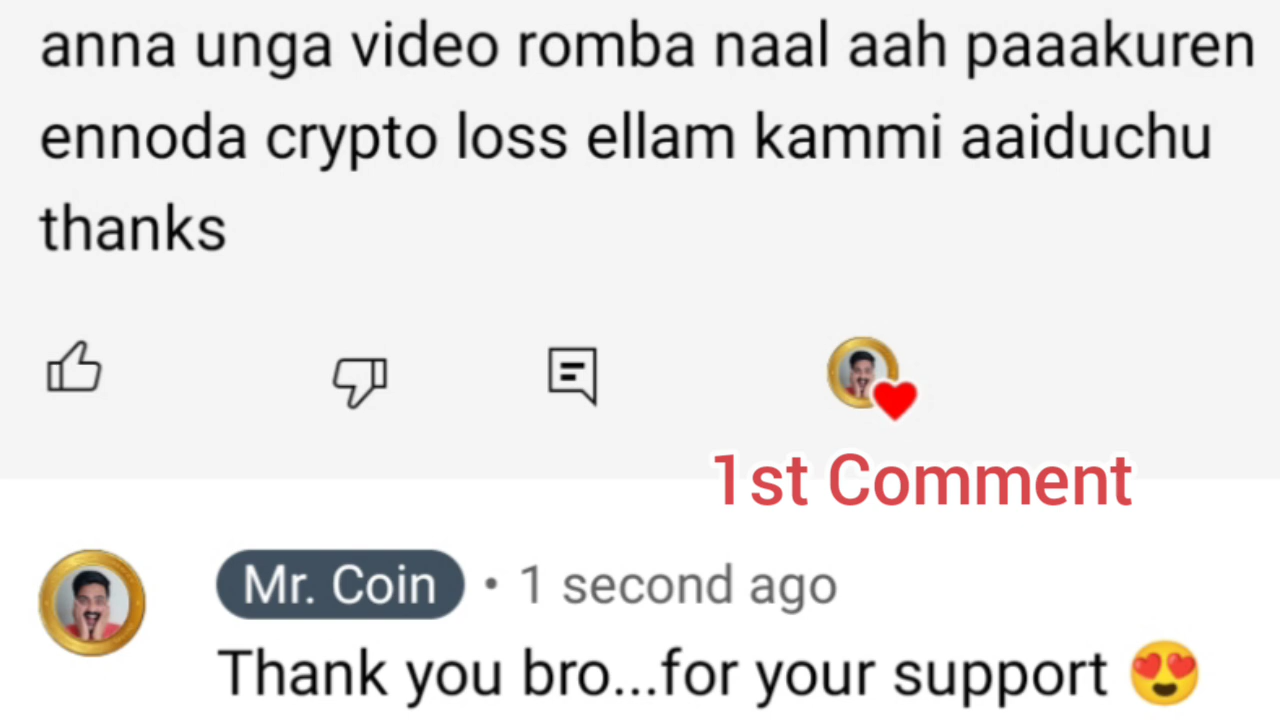 anna unga video romba naal aah paaakuren
ennoda crypto loss ellam kammi aaiduchu
thanks
1st Comment
Mr. Coin • 1 second ago
Thank you bro...for your support 😍